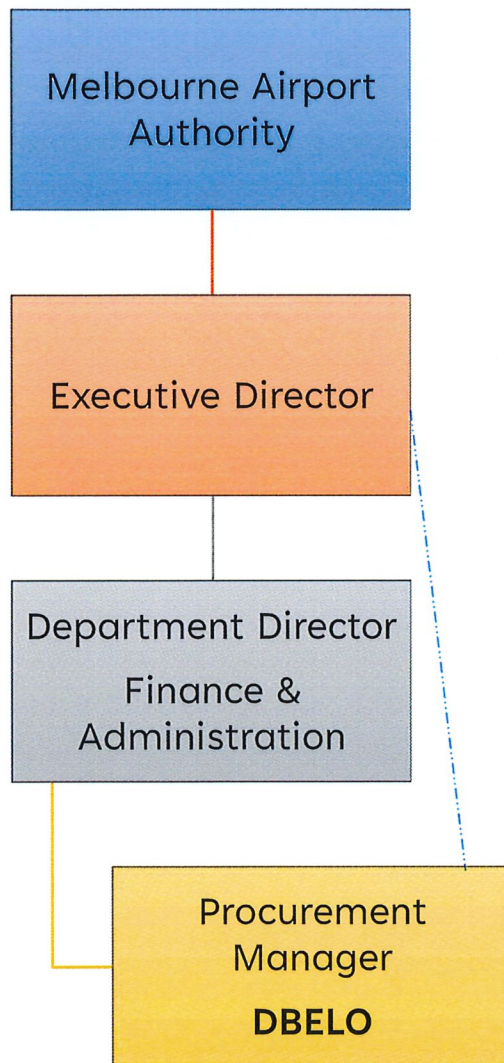 Melbourne Airport
Authority
Executive Director
Department Director
Finance &
Administration
Procurement
Manager
DBELO